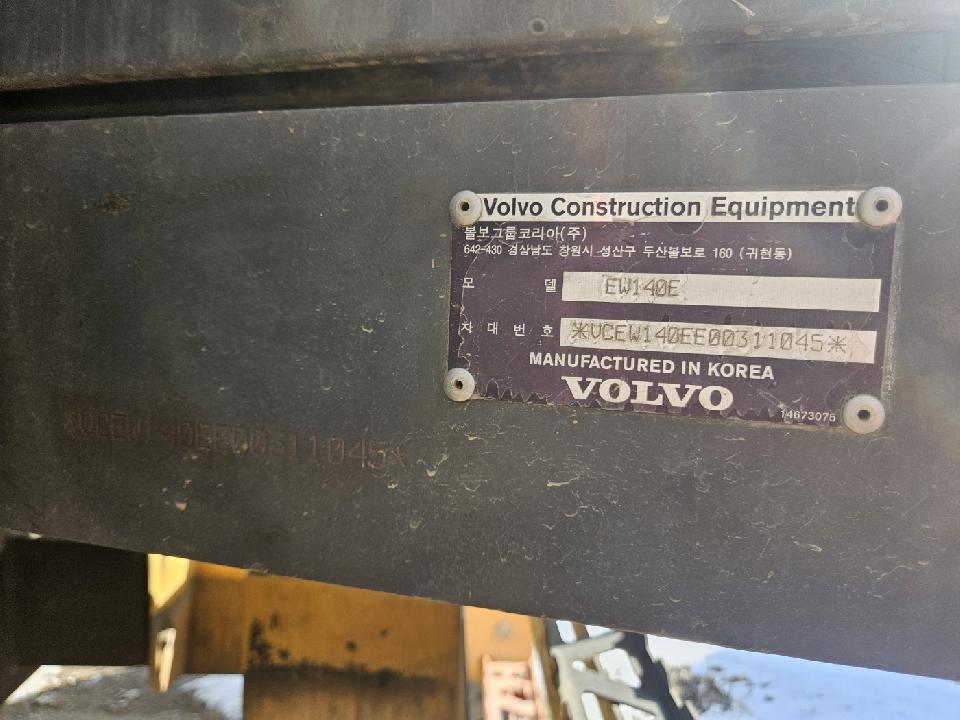 Volvo Construction Equipment
볼보그룹코리아(주)
642-430 경상남도 창원시 성산구 두산볼보로 160 (귀현동)
모 델 EW140E
차 대 번 호 *VCEW140EE00311045*
MANUFACTURED IN KOREA
VOLVO
14673076
*VCEW140EE00311045*